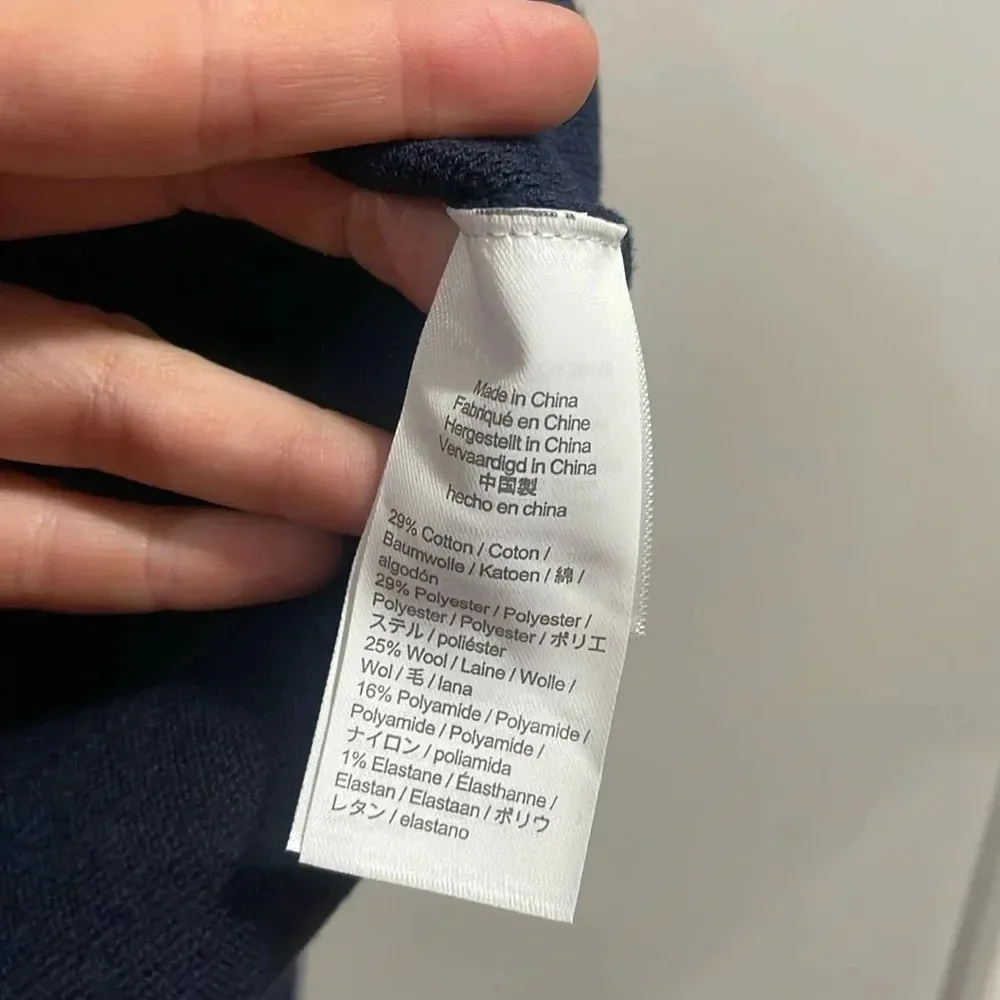 Made in China
Fabriqué en Chine
Hergestellt in China
Vervaardigd in China
中国製
hecho en china
29% Cotton / Coton /
Baumwolle / Katoen / 綿 /
algodón
29% Polyester / Polyester /
Polyester / Polyester / ポリエ
ステル / poliéster
25% Wool / Laine / Wolle /
Wol / 毛 / lana
16% Polyamide / Polyamide /
Polyamide / Polyamide /
ナイロン / poliamida
1% Elastane / Élasthanne /
Elastan / Elastaan / ポリウ
レタン / elastano